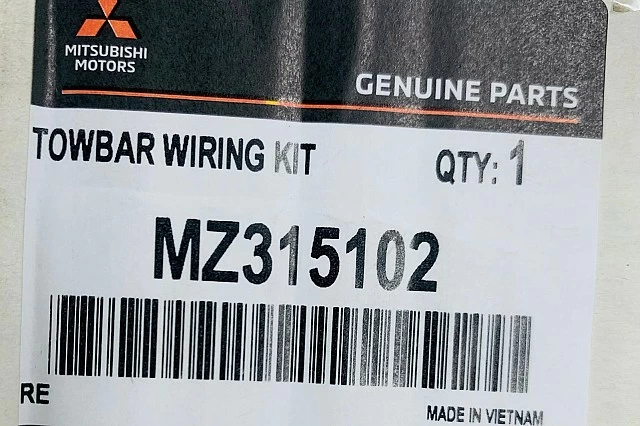 MITSUBISHI
MOTORS
GENUINE PARTS
TOWBAR WIRING KIT QTY: 1
MZ315102
RE
MADE IN VIETNAM